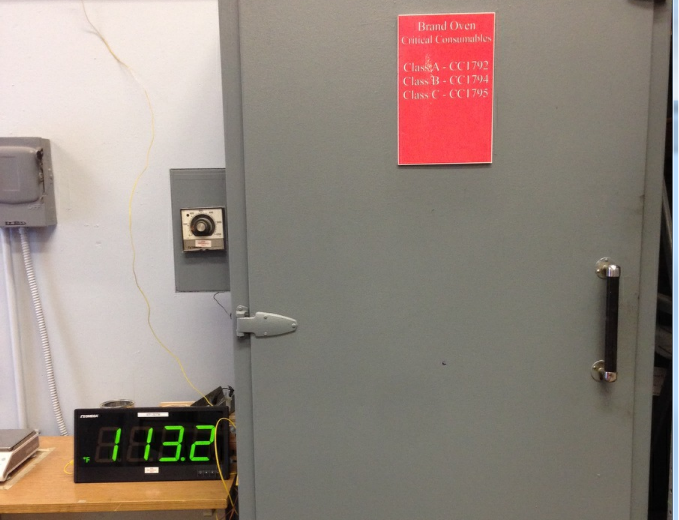 Brand Oven
Critical Consumables
Class A - CC1792
Class B - CC1794
Class C - CC1795
°F 113.2